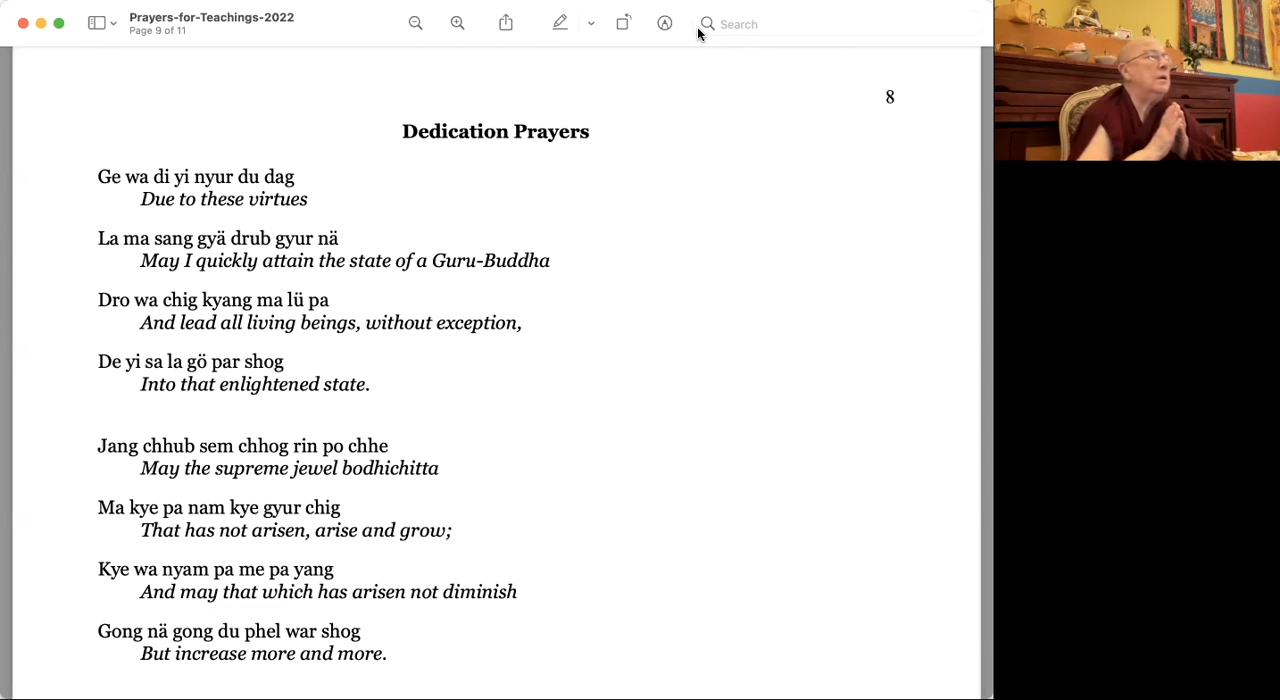 Prayers-for-Teachings-2022
Page 9 of 11
Search
8
Dedication Prayers
Ge wa di yi nyur du dag
Due to these virtues
La ma sang gyä drub gyur nä
May I quickly attain the state of a Guru-Buddha
Dro wa chig kyang ma lü pa
And lead all living beings, without exception,
De yi sa la gö par shog
Into that enlightened state.
Jang chhub sem chhog rin po chhe
May the supreme jewel bodhichitta
Ma kye pa nam kye gyur chig
That has not arisen, arise and grow;
Kye wa nyam pa me pa yang
And may that which has arisen not diminish
Gong nä gong du phel war shog
But increase more and more.